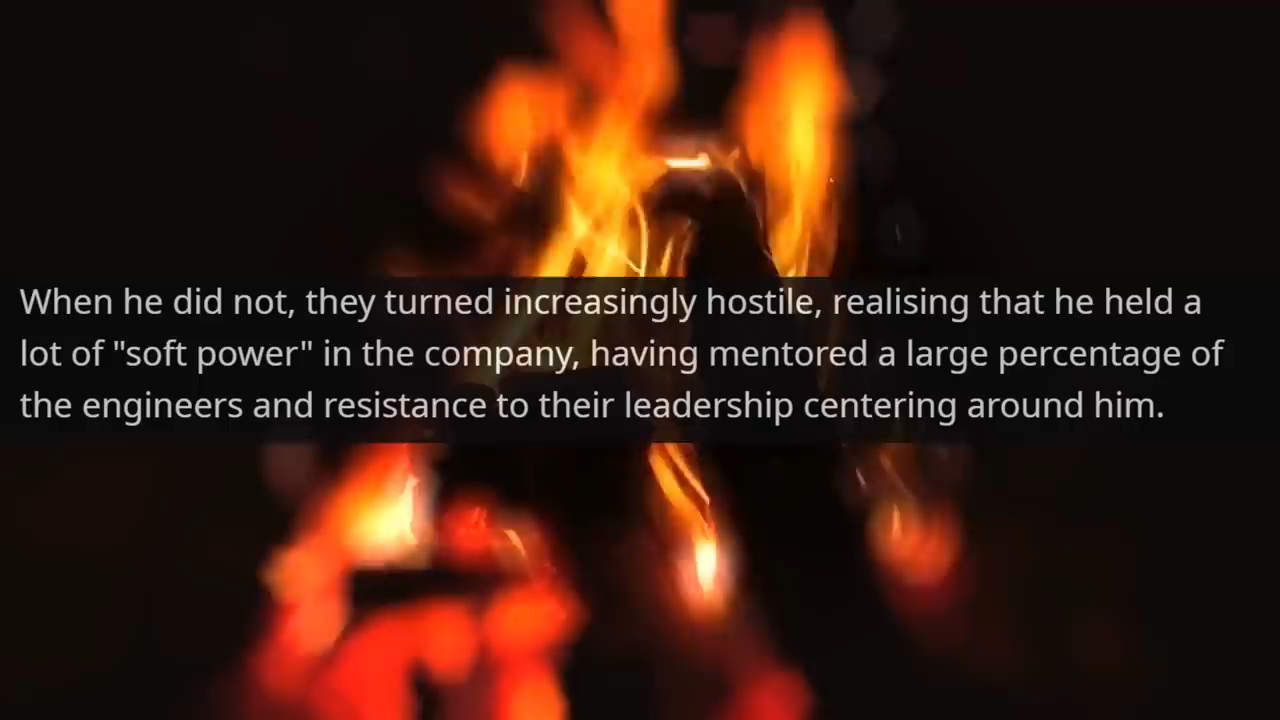 When he did not, they turned increasingly hostile, realising that he held a
lot of "soft power" in the company, having mentored a large percentage of
the engineers and resistance to their leadership centering around him.